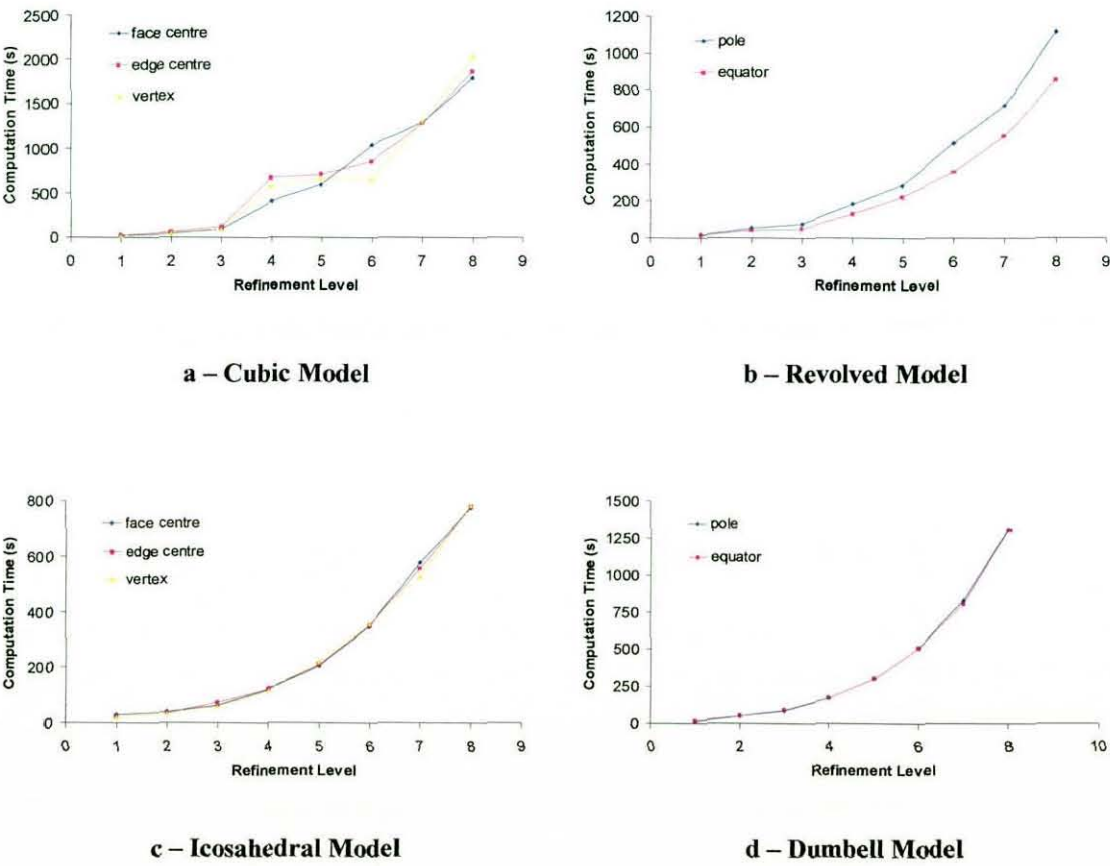 2500
2000
1500
1000
500
0
Computation Time (s)
face centre
edge centre
vertex
0 1 2 3 4 5 6 7 8 9
Refinement Level
a – Cubic Model
1200
1000
800
600
400
200
0
Computation Time (s)
pole
equator
0 1 2 3 4 5 6 7 8 9
Refinement Level
b – Revolved Model
800
600
400
200
0
Computation Time (s)
face centre
edge centre
vertex
0 1 2 3 4 5 6 7 8 9
Refinement Level
c – Icosahedral Model
1500
1250
1000
750
500
250
0
Computation Time (s)
pole
equator
0 2 4 6 8 10
Refinement Level
d – Dumbell Model